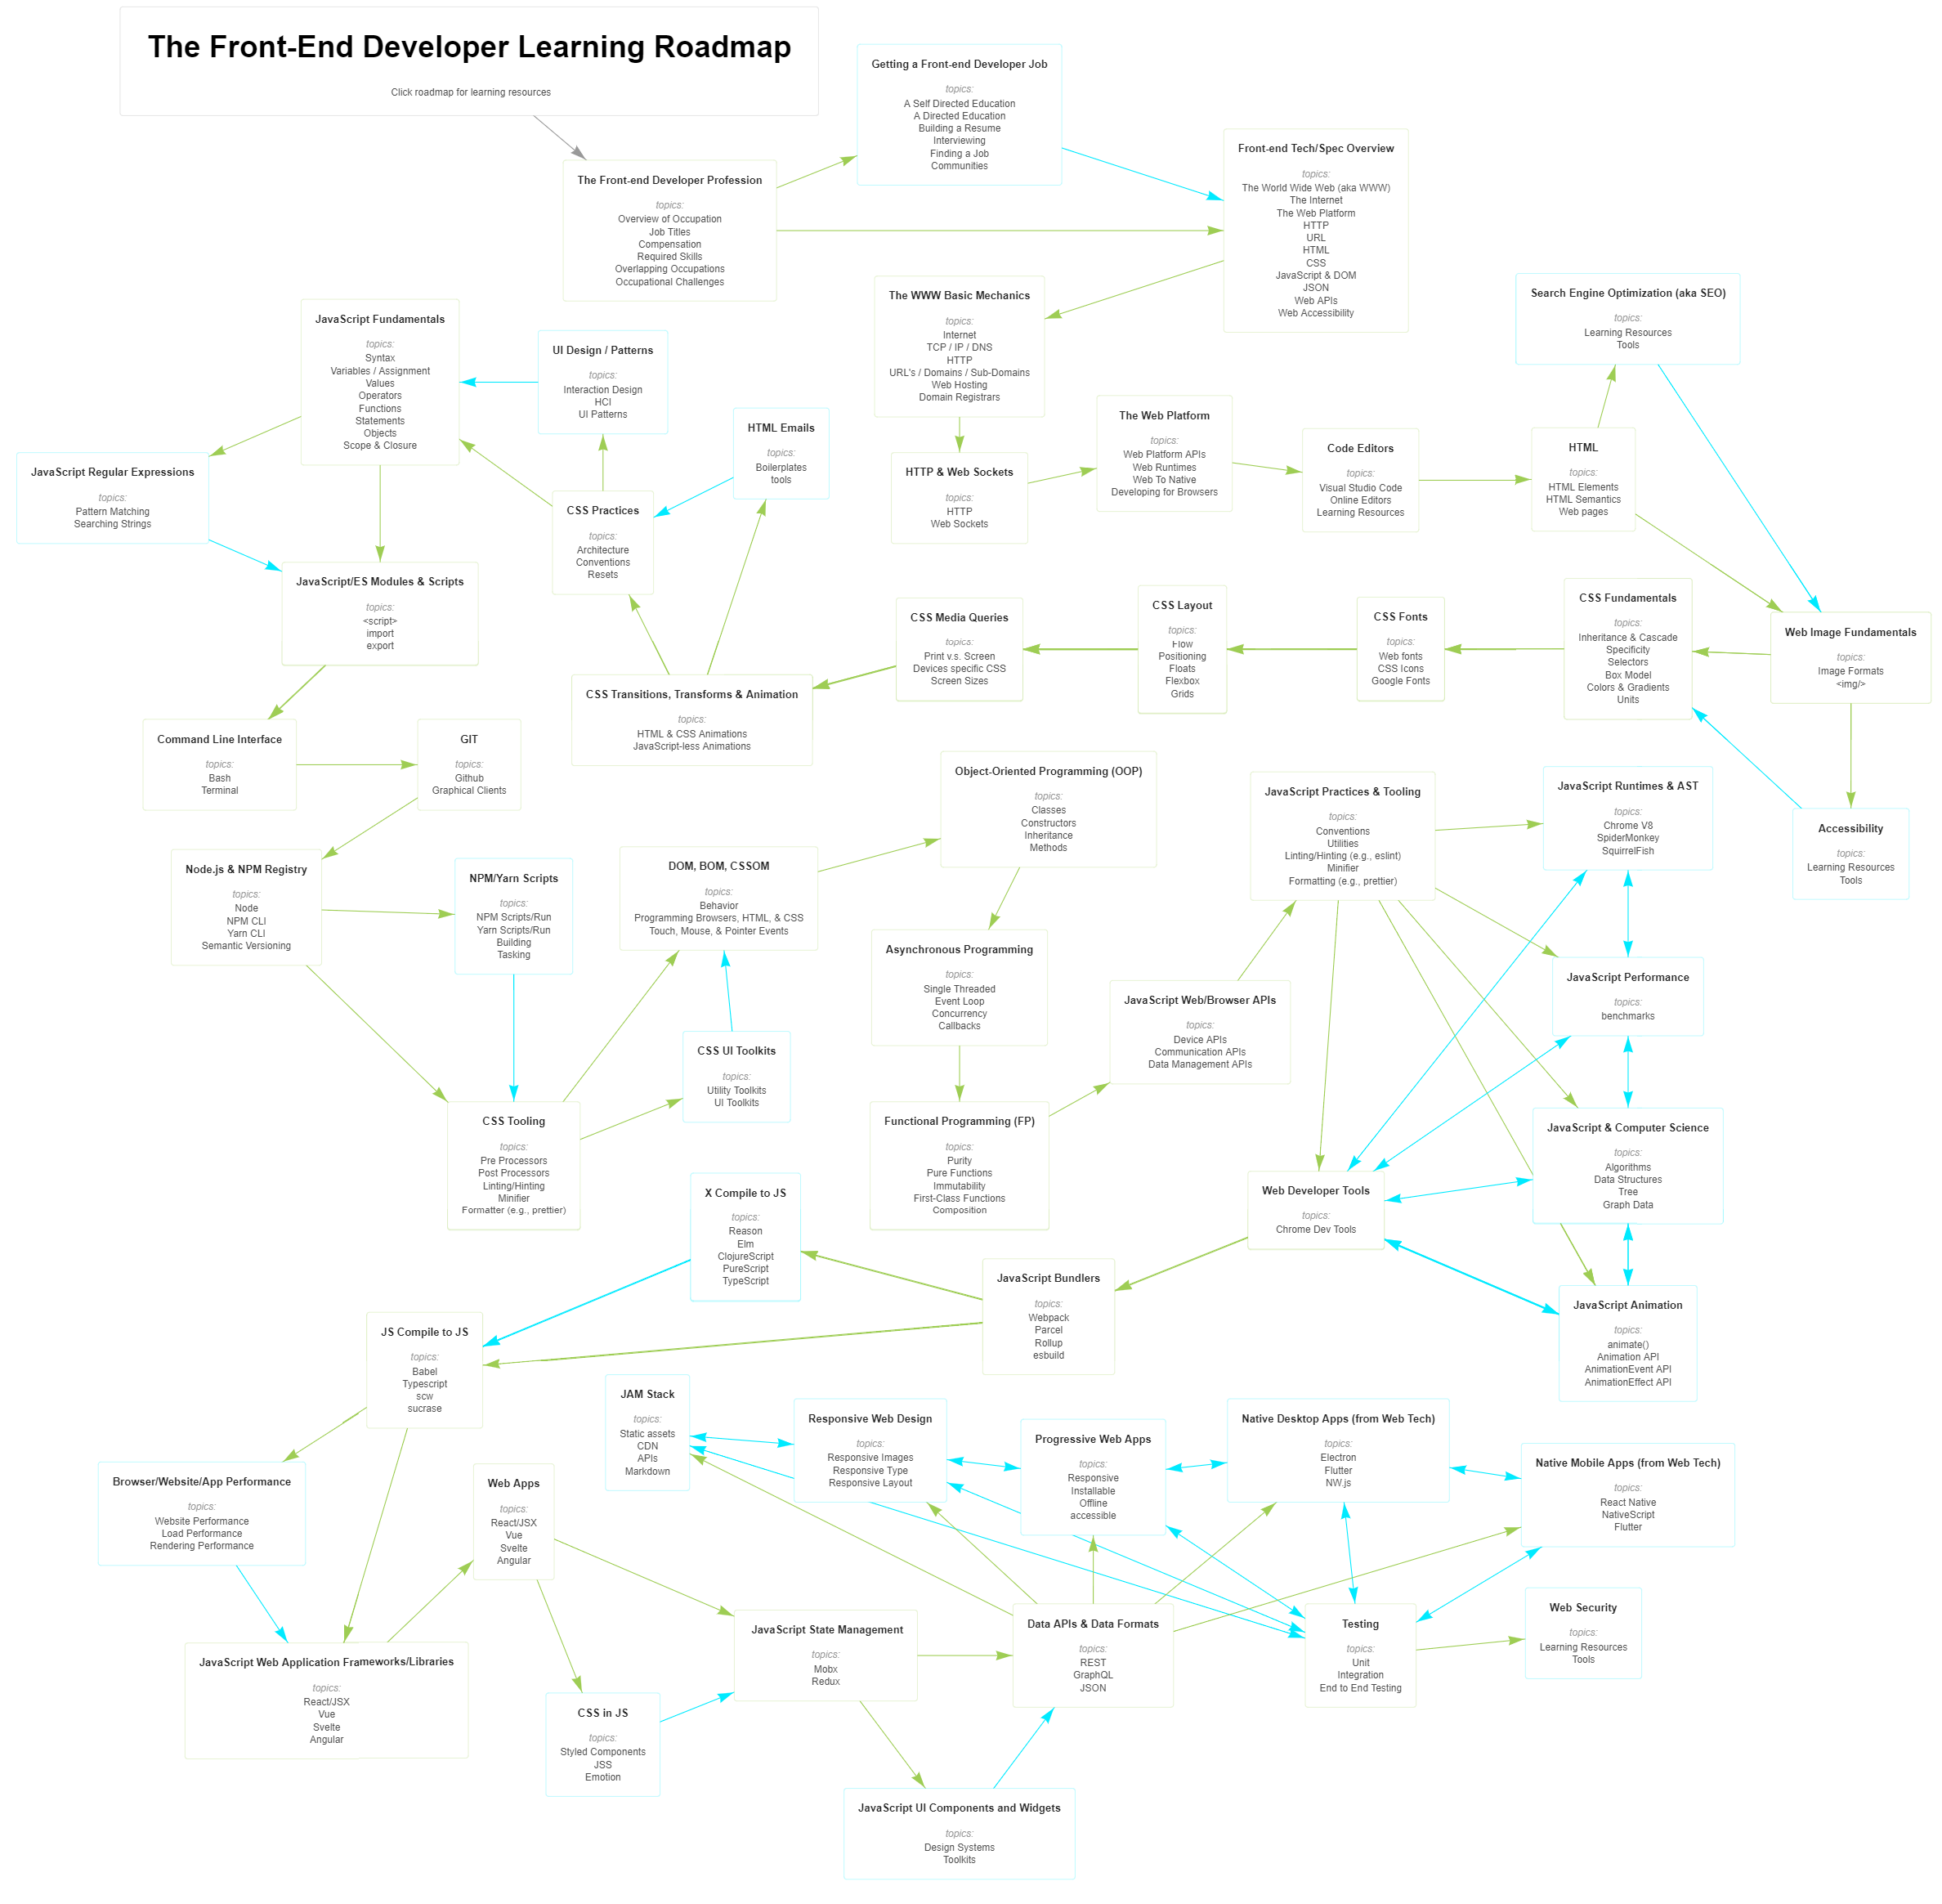 The Front-End Developer Learning Roadmap
Click roadmap for learning resources
Getting a Front-end Developer Job
topics:
A Self Directed Education
A Directed Education
Building a Resume
Interviewing
Finding a Job
Communities
The Front-end Developer Profession
topics:
Overview of Occupation
Job Titles
Compensation
Required Skills
Overlapping Occupations
Occupational Challenges
Front-end Tech/Spec Overview
topics:
The World Wide Web (aka WWW)
The Internet
The Web Platform
HTTP
URL
HTML
CSS
JavaScript & DOM
JSON
Web APIs
Web Accessibility
The WWW Basic Mechanics
topics:
Internet
TCP / IP / DNS
HTTP
URL's / Domains / Sub-Domains
Web Hosting
Domain Registrars
HTTP & Web Sockets
topics:
HTTP
Web Sockets
The Web Platform
topics:
Web Platform APIs
Web Runtimes
Web To Native
Developing for Browsers
Code Editors
topics:
Visual Studio Code
Online Editors
Learning Resources
HTML
topics:
HTML Elements
HTML Semantics
Web pages
Search Engine Optimization (aka SEO)
topics:
Learning Resources
Tools
Web Image Fundamentals
topics:
Image Formats
<img/>
Accessibility
topics:
Learning Resources
Tools
CSS Fundamentals
topics:
Inheritance & Cascade
Specificity
Selectors
Box Model
Colors & Gradients
Units
CSS Fonts
topics:
Web fonts
CSS Icons
Google Fonts
CSS Layout
topics:
Flow
Positioning
Floats
Flexbox
Grids
CSS Media Queries
topics:
Print v.s. Screen
Devices specific CSS
Screen Sizes
CSS Transitions, Transforms & Animation
topics:
HTML & CSS Animations
JavaScript-less Animations
HTML Emails
topics:
Boilerplates
tools
CSS Practices
topics:
Architecture
Conventions
Resets
UI Design / Patterns
topics:
Interaction Design
HCI
UI Patterns
JavaScript Fundamentals
topics:
Syntax
Variables / Assignment
Values
Operators
Functions
Statements
Objects
Scope & Closure
JavaScript Regular Expressions
topics:
Pattern Matching
Searching Strings
JavaScript/ES Modules & Scripts
topics:
<script>
import
export
Command Line Interface
topics:
Bash
Terminal
GIT
topics:
Github
Graphical Clients
Node.js & NPM Registry
topics:
Node
NPM CLI
Yarn CLI
Semantic Versioning
NPM/Yarn Scripts
topics:
NPM Scripts/Run
Yarn Scripts/Run
Building
Tasking
CSS Tooling
topics:
Pre Processors
Post Processors
Linting/Hinting
Minifier
Formatter (e.g., prettier)
CSS UI Toolkits
topics:
Utility Toolkits
UI Toolkits
DOM, BOM, CSSOM
topics:
Behavior
Programming Browsers, HTML, & CSS
Touch, Mouse, & Pointer Events
Object-Oriented Programming (OOP)
topics:
Classes
Constructors
Inheritance
Methods
Asynchronous Programming
topics:
Single Threaded
Event Loop
Concurrency
Callbacks
Functional Programming (FP)
topics:
Purity
Pure Functions
Immutability
First-Class Functions
Composition
JavaScript Web/Browser APIs
topics:
Device APIs
Communication APIs
Data Management APIs
JavaScript Practices & Tooling
topics:
Conventions
Utilities
Linting/Hinting (e.g., eslint)
Minifier
Formatting (e.g., prettier)
JavaScript Runtimes & AST
topics:
Chrome V8
SpiderMonkey
SquirrelFish
JavaScript Performance
topics:
benchmarks
JavaScript & Computer Science
topics:
Algorithms
Data Structures
Tree
Graph Data
JavaScript Animation
topics:
animate()
Animation API
AnimationEvent API
AnimationEffect API
Web Developer Tools
topics:
Chrome Dev Tools
JavaScript Bundlers
topics:
Webpack
Parcel
Rollup
esbuild
X Compile to JS
topics:
Reason
Elm
ClojureScript
PureScript
TypeScript
JS Compile to JS
topics:
Babel
Typescript
scw
sucrase
Browser/Website/App Performance
topics:
Website Performance
Load Performance
Rendering Performance
JavaScript Web Application Frameworks/Libraries
topics:
React/JSX
Vue
Svelte
Angular
Web Apps
topics:
React/JSX
Vue
Svelte
Angular
CSS in JS
topics:
Styled Components
JSS
Emotion
JavaScript State Management
topics:
Mobx
Redux
JavaScript UI Components and Widgets
topics:
Design Systems
Toolkits
Data APIs & Data Formats
topics:
REST
GraphQL
JSON
JAM Stack
topics:
Static assets
CDN
APIs
Markdown
Responsive Web Design
topics:
Responsive Images
Responsive Type
Responsive Layout
Progressive Web Apps
topics:
Responsive
Installable
Offline
accessible
Native Desktop Apps (from Web Tech)
topics:
Electron
Flutter
NW.js
Native Mobile Apps (from Web Tech)
topics:
React Native
NativeScript
Flutter
Testing
topics:
Unit
Integration
End to End Testing
Web Security
topics:
Learning Resources
Tools